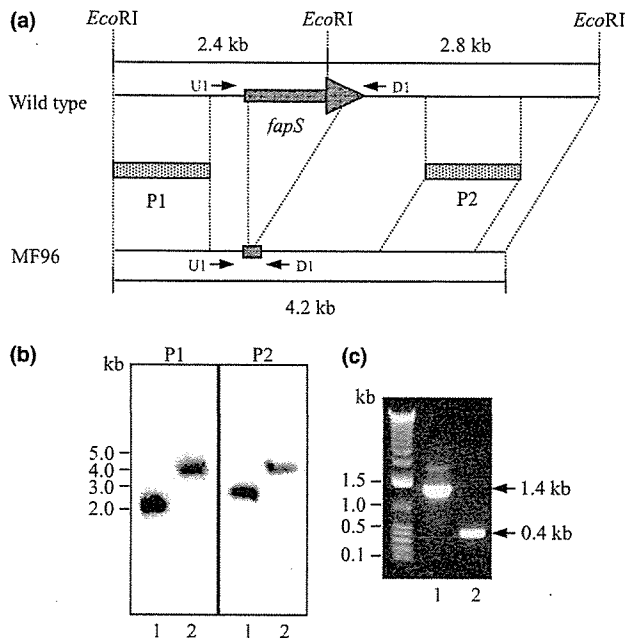 (a)
EcoRI EcoRI EcoRI
2.4 kb 2.8 kb
Wild type U1 D1
fapS
P1 P2
MF96
U1 D1
4.2 kb
(b) (c)
kb P1 P2
5.0
4.0
3.0
2.0
1 2 1 2
kb
1.5
1.0
0.5
0.1
1.4 kb
0.4 kb
1 2